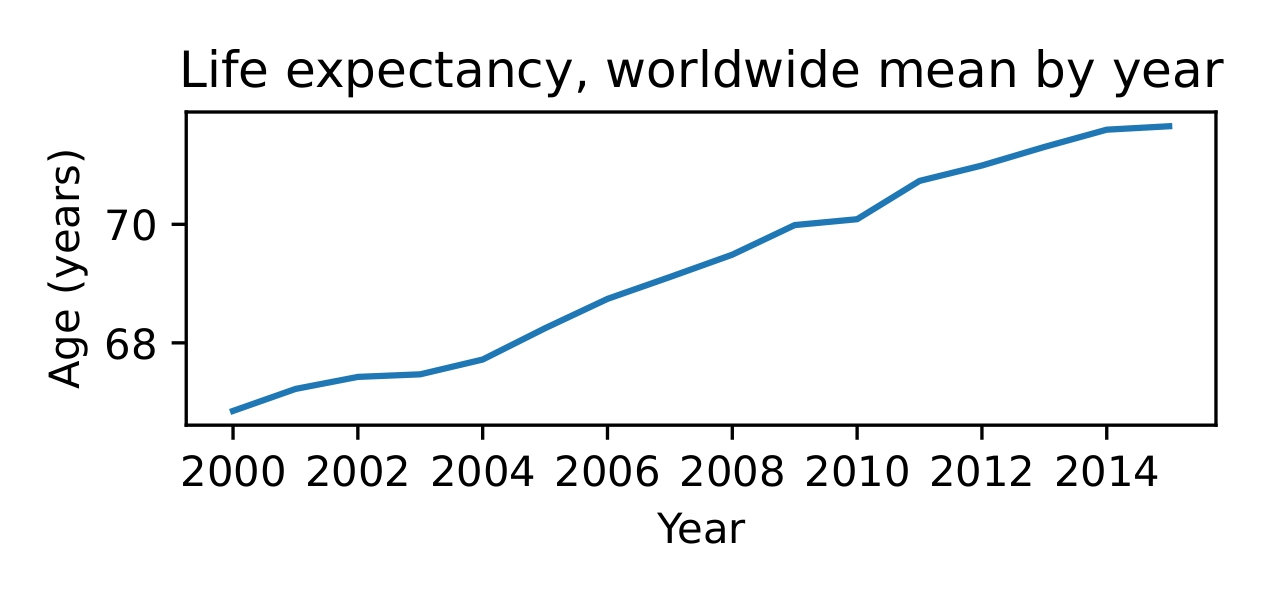 Life expectancy, worldwide mean by year
Age (years)
70
68
2000 2002 2004 2006 2008 2010 2012 2014
Year